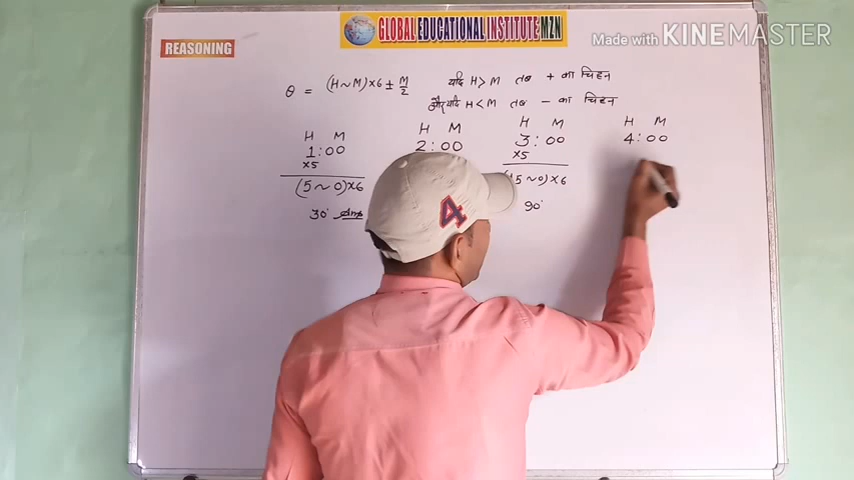 GLOBAL EDUCATIONAL INSTITUTE MZN
Made with KINEMASTER
REASONING
θ = (H ~ M) × 6 ± M/2 यदि H > M तब + का चिह्न
और यदि H < M तब - का चिह्न
H M H M H M H M
1:00 2:00 3:00 4:00
×5 ×5
(5 ~ 0) × 6 (15 ~ 0) × 6
30° Ans 90°
4